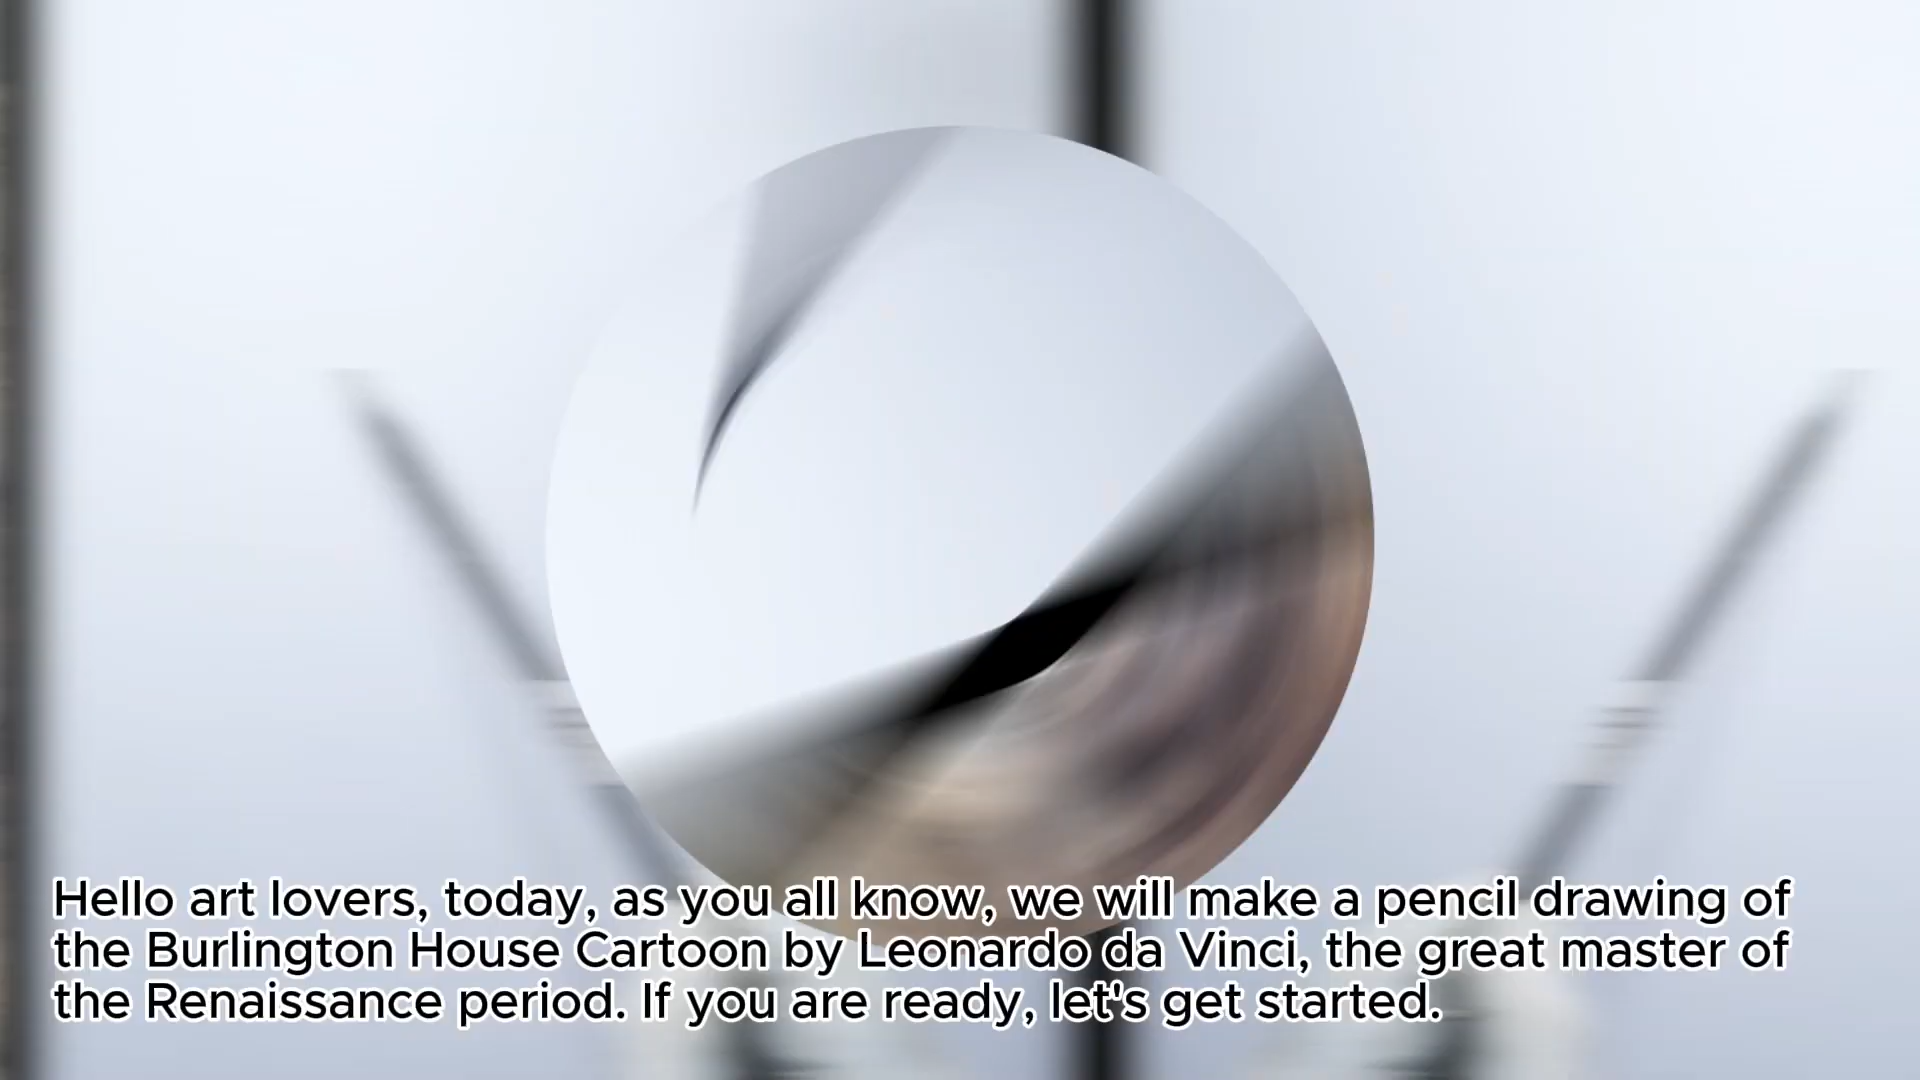 Hello art lovers, today, as you all know, we will make a pencil drawing of
the Burlington House Cartoon by Leonardo da Vinci, the great master of
the Renaissance period. If you are ready, let's get started.